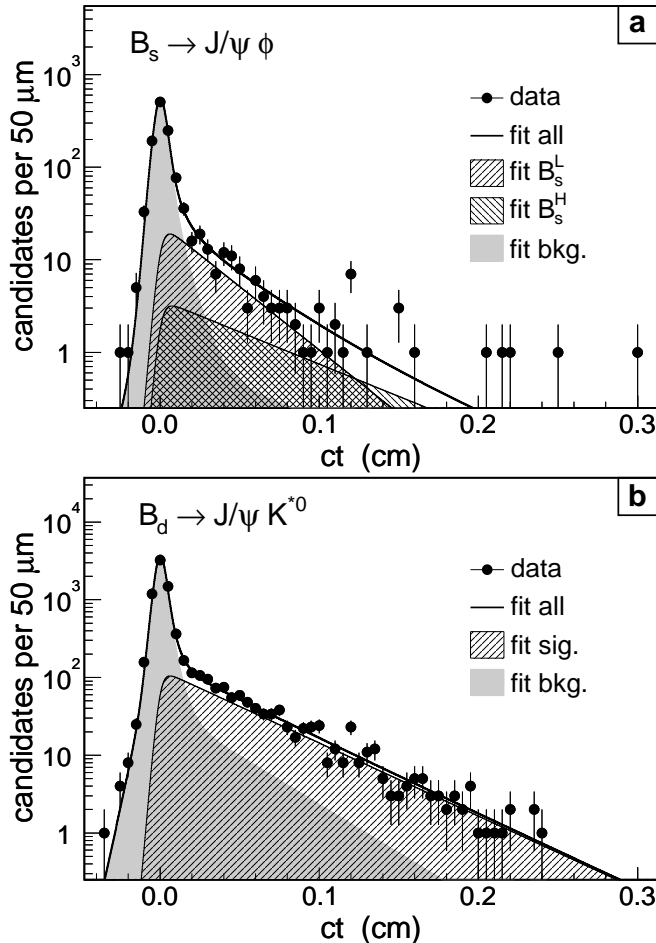 a
B_s → J/ψ φ
candidates per 50 μm
10^3
10^2
10
1
data
fit all
fit B_s^L
fit B_s^H
fit bkg.
0.0 0.1 0.2 0.3
ct (cm)
b
B_d → J/ψ K^{*0}
candidates per 50 μm
10^4
10^3
10^2
10
1
data
fit all
fit sig.
fit bkg.
0.0 0.1 0.2 0.3
ct (cm)